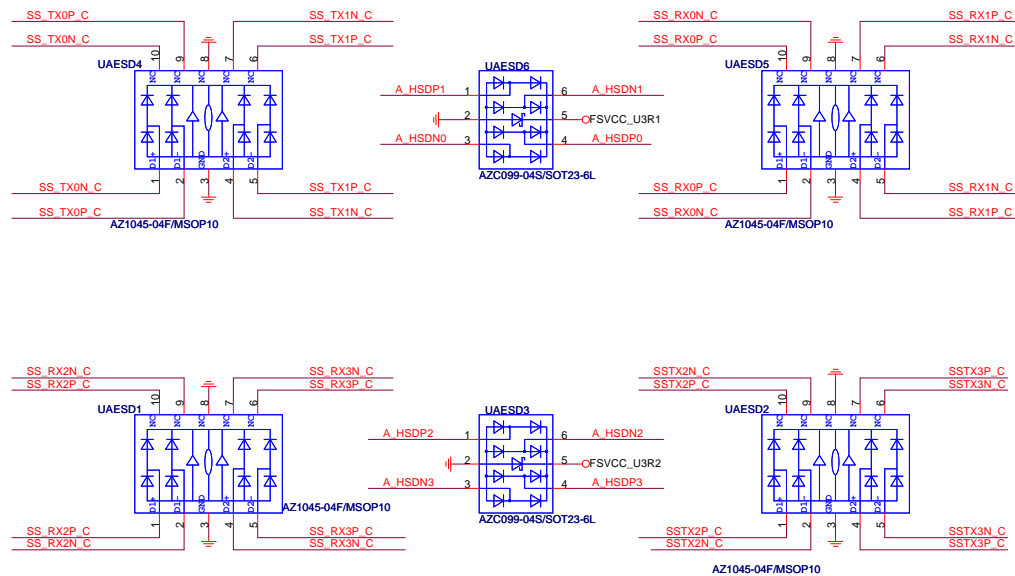 SS_TX0P_C SS_TX1N_C
SS_TX0N_C SS_TX1P_C
10 9 8 7 6
UAESD4
NC NC NC NC
D1+ D1- GND D2+ D2-
1 2 3 4 5
SS_TX0N_C SS_TX1P_C
SS_TX0P_C SS_TX1N_C
AZ1045-04F/MSOP10
UAESD6
A_HSDP1 1 6 A_HSDN1
2 5 FSVCC_U3R1
A_HSDN0 3 4 A_HSDP0
AZC099-04S/SOT23-6L
SS_RX0N_C SS_RX1P_C
SS_RX0P_C SS_RX1N_C
10 9 8 7 6
UAESD5
NC NC NC NC
D1+ D1- GND D2+ D2-
1 2 3 4 5
SS_RX0P_C SS_RX1N_C
SS_RX0N_C SS_RX1P_C
AZ1045-04F/MSOP10
SS_RX2N_C SS_RX3N_C
SS_RX2P_C SS_RX3P_C
10 9 8 7 6
UAESD1
NC NC NC NC
D1+ D1- GND D2+ D2-
AZ1045-04F/MSOP10
1 2 3 4 5
SS_RX2P_C SS_RX3P_C
SS_RX2N_C SS_RX3N_C
UAESD3
A_HSDP2 1 6 A_HSDN2
2 5 FSVCC_U3R2
A_HSDN3 3 4 A_HSDP3
AZC099-04S/SOT23-6L
SSTX2N_C SSTX3P_C
SSTX2P_C SSTX3N_C
10 9 8 7 6
UAESD2
NC NC NC NC
D1+ D1- GND D2+ D2-
1 2 3 4 5
SSTX2P_C SSTX3N_C
SSTX2N_C SSTX3P_C
AZ1045-04F/MSOP10